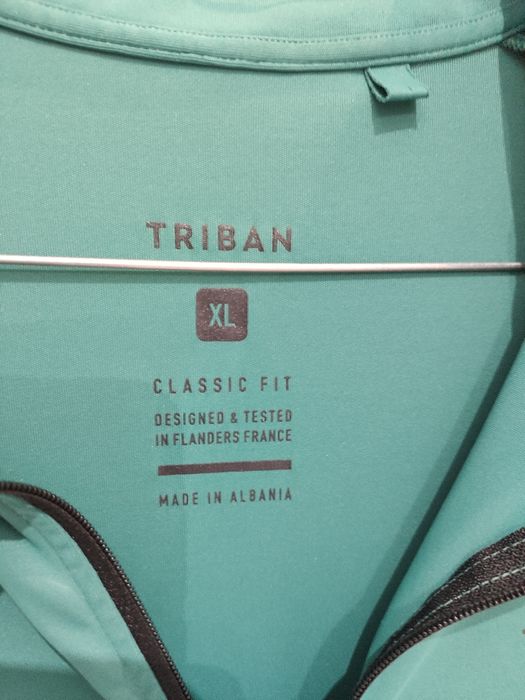 TRIBAN
XL
CLASSIC FIT
DESIGNED & TESTED
IN FLANDERS FRANCE
MADE IN ALBANIA